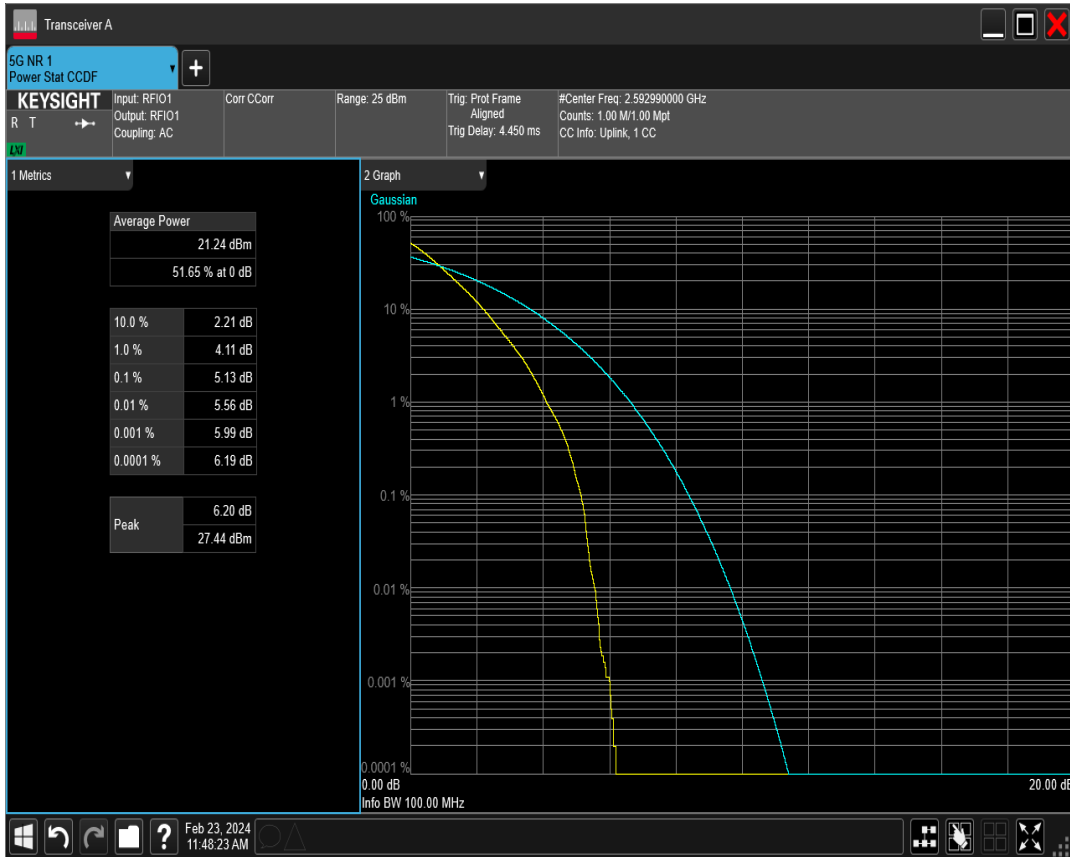 Transceiver A
5G NR 1
Power Stat CCDF
KEYSIGHT
R T
LXI
Input: RFIO1
Output: RFIO1
Coupling: AC
Corr CCorr
Range: 25 dBm
Trig: Prot Frame
Aligned
Trig Delay: 4.450 ms
#Center Freq: 2.592990000 GHz
Counts: 1.00 M/1.00 Mpt
CC Info: Uplink, 1 CC
1 Metrics
Average Power
21.24 dBm
51.65 % at 0 dB
10.0 % 2.21 dB
1.0 % 4.11 dB
0.1 % 5.13 dB
0.01 % 5.56 dB
0.001 % 5.99 dB
0.0001 % 6.19 dB
Peak
6.20 dB
27.44 dBm
2 Graph
Gaussian
100 %
10 %
1 %
0.1 %
0.01 %
0.001 %
0.0001 %
0.00 dB
20.00 dB
Info BW 100.00 MHz
?
Feb 23, 2024
11:48:23 AM